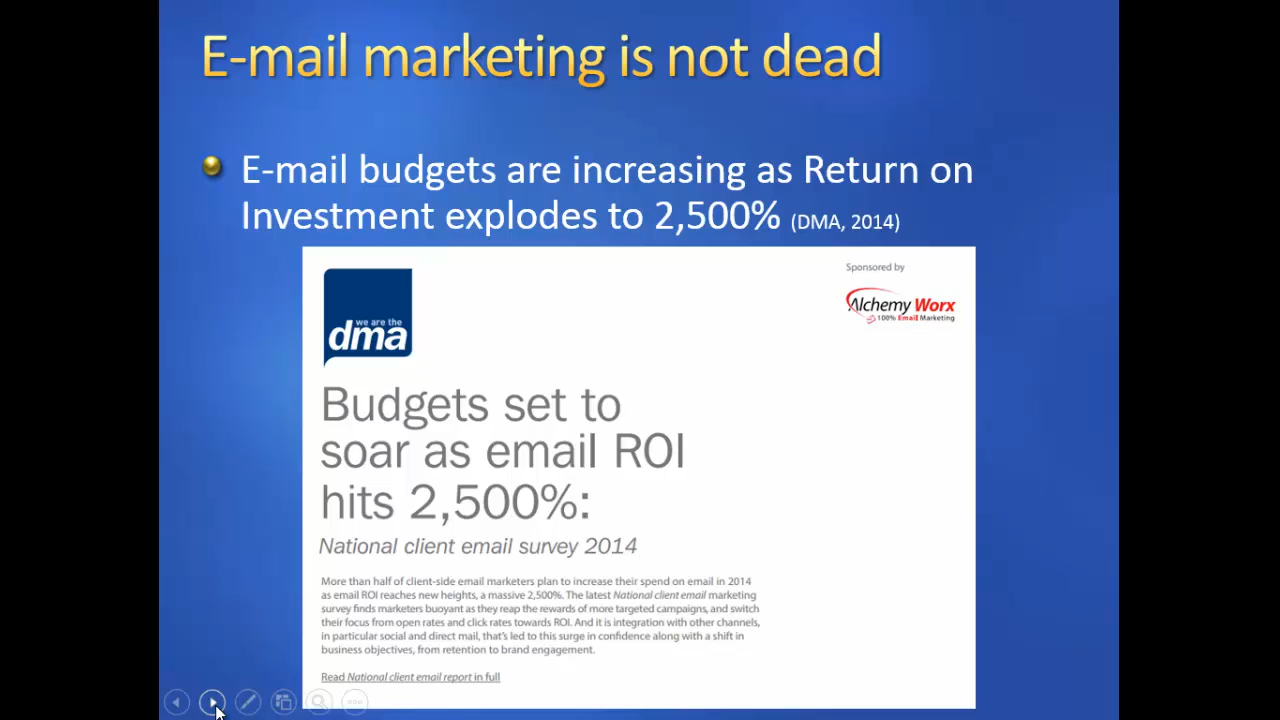 E-mail marketing is not dead
E-mail budgets are increasing as Return on
Investment explodes to 2,500% (DMA, 2014)
we are the
dma
Sponsored by
Alchemy Worx
100% Email Marketing
Budgets set to
soar as email ROI
hits 2,500%:
National client email survey 2014
More than half of client-side email marketers plan to increase their spend on email in 2014
as email ROI reaches new heights, a massive 2,500%. The latest National client email marketing
survey finds marketers buoyant as they reap the rewards of more targeted campaigns, and switch
their focus from open rates and click rates towards ROI. And it is integration with other channels,
in particular social and direct mail, that's led to this surge in confidence along with a shift in
business objectives, from retention to brand engagement.
Read National client email report in full